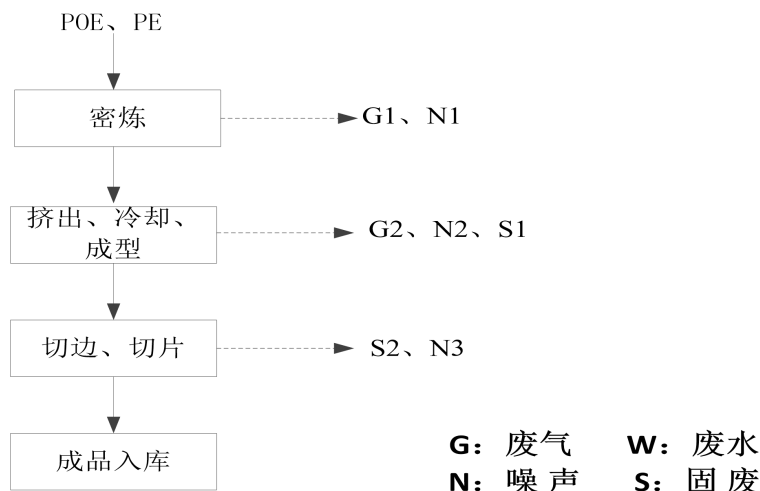 POE、PE
密炼
G1、N1
挤出、冷却、
成型
G2、N2、S1
切边、切片
S2、N3
成品入库
G：废气 W：废水
N：噪声 S：固废